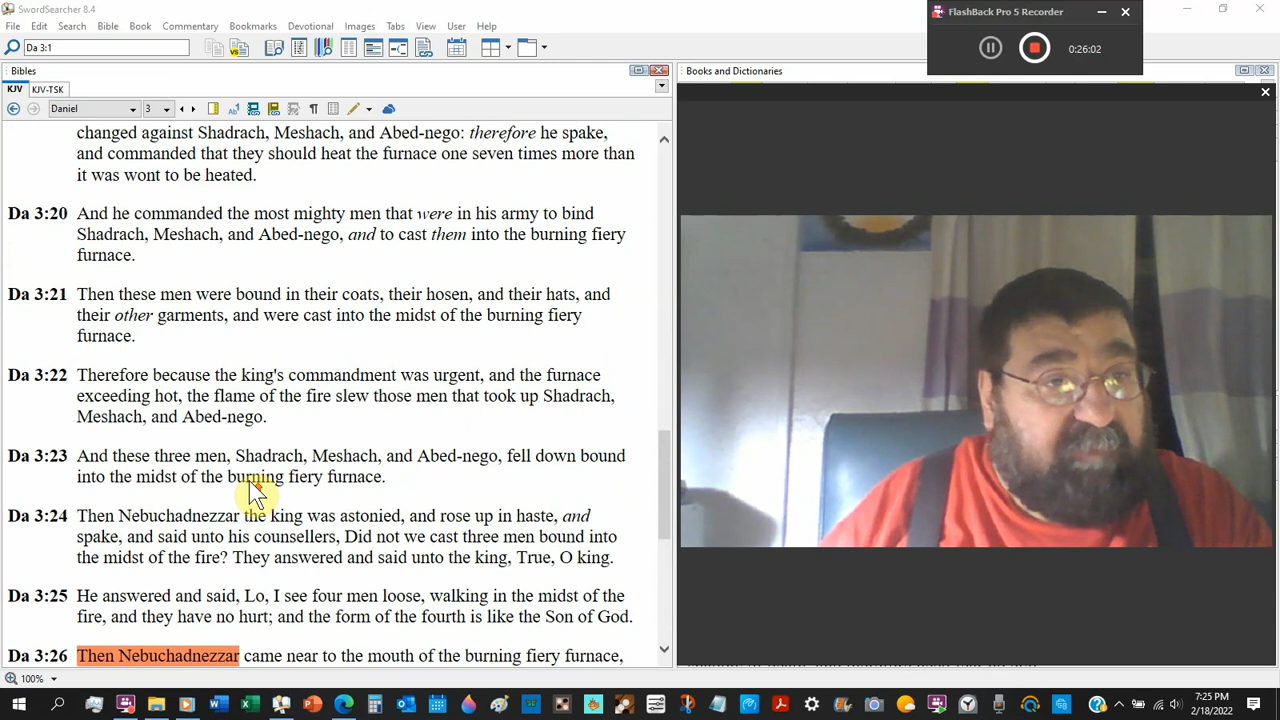 SwordSearcher 8.4
FlashBack Pro 5 Recorder
0:26:02
File Edit Search Bible Book Commentary Bookmarks Devotional Images Tabs View User Help
Da 3:1
Bibles
Books and Dictionaries
KJV KJV-TSK
Daniel 3
changed against Shadrach, Meshach, and Abed-nego: therefore he spake,
and commanded that they should heat the furnace one seven times more than
it was wont to be heated.
Da 3:20 And he commanded the most mighty men that were in his army to bind
Shadrach, Meshach, and Abed-nego, and to cast them into the burning fiery
furnace.
Da 3:21 Then these men were bound in their coats, their hosen, and their hats, and
their other garments, and were cast into the midst of the burning fiery
furnace.
Da 3:22 Therefore because the king's commandment was urgent, and the furnace
exceeding hot, the flame of the fire slew those men that took up Shadrach,
Meshach, and Abed-nego.
Da 3:23 And these three men, Shadrach, Meshach, and Abed-nego, fell down bound
into the midst of the burning fiery furnace.
Da 3:24 Then Nebuchadnezzar the king was astonied, and rose up in haste, and
spake, and said unto his counsellers, Did not we cast three men bound into
the midst of the fire? They answered and said unto the king, True, O king.
Da 3:25 He answered and said, Lo, I see four men loose, walking in the midst of the
fire, and they have no hurt; and the form of the fourth is like the Son of God.
Da 3:26 Then Nebuchadnezzar came near to the mouth of the burning fiery furnace,
100%
7:25 PM
2/18/2022